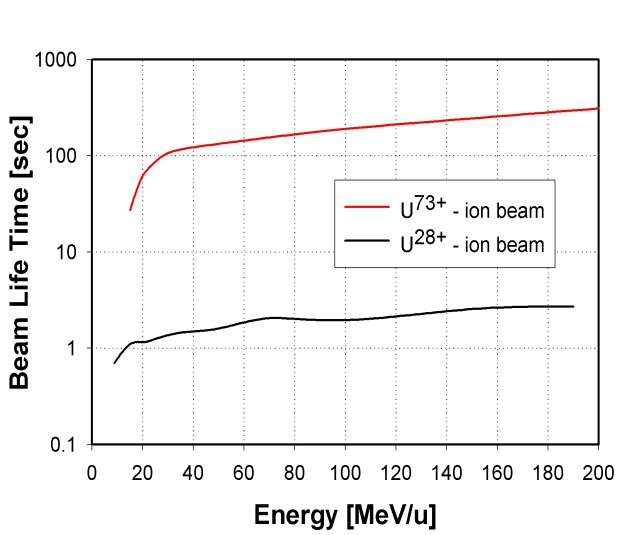 1000
100
10
1
0.1
Beam Life Time [sec]
U73+ - ion beam
U28+ - ion beam
0 20 40 60 80 100 120 140 160 180 200
Energy [MeV/u]